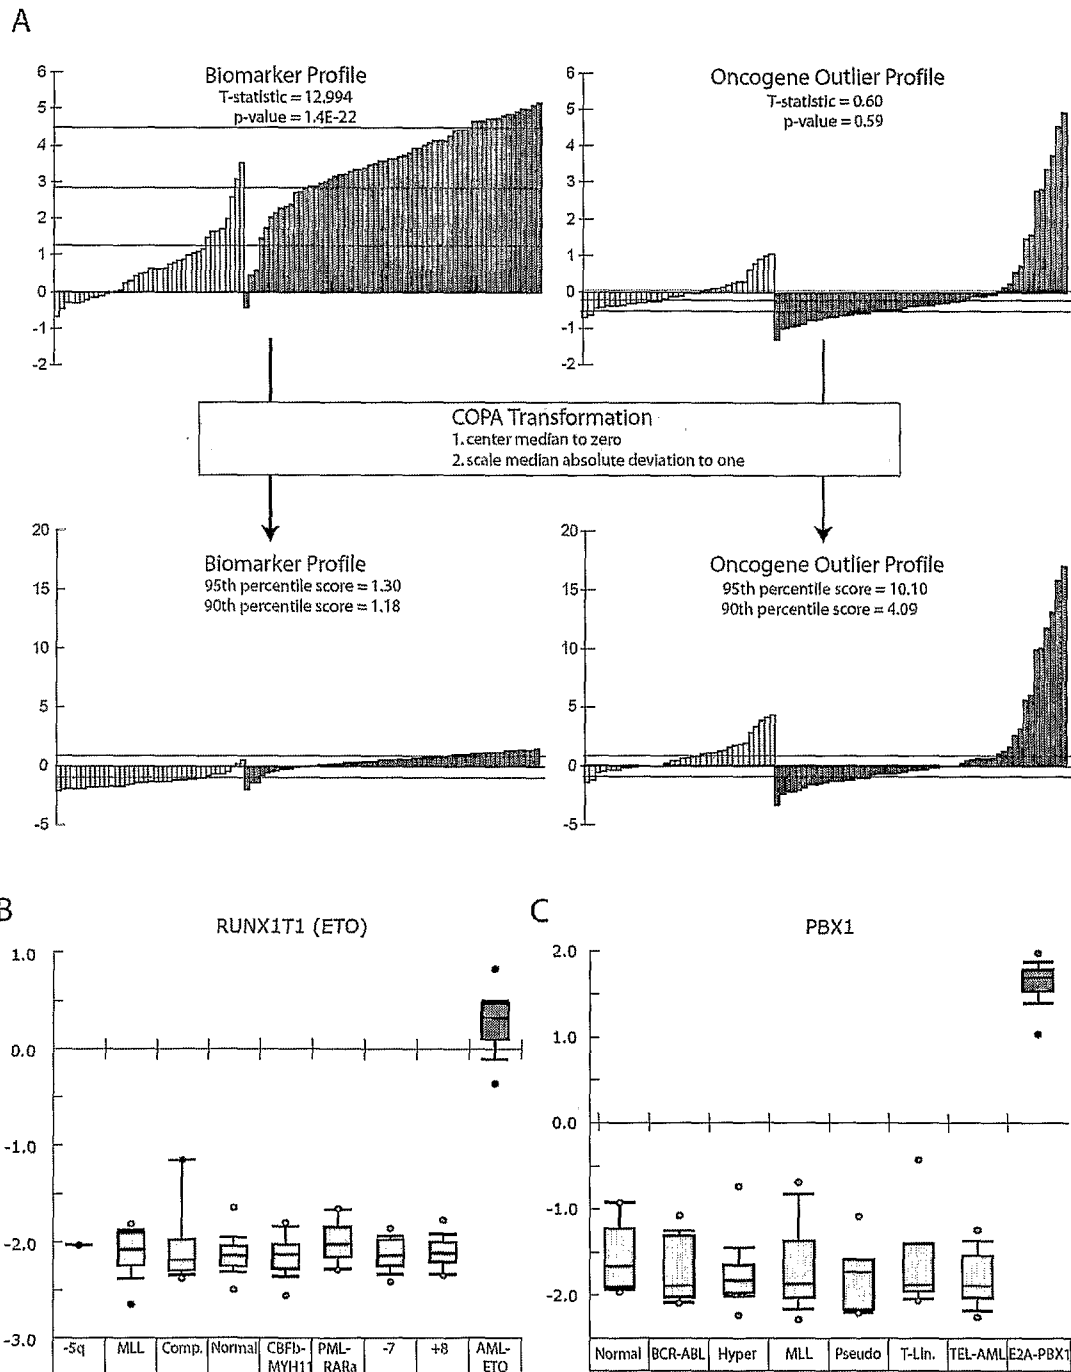 A
Biomarker Profile
T-statistic = 12.994
p-value = 1.4E-22
6
5
4
3
2
1
0
-1
-2
Oncogene Outlier Profile
T-statistic = 0.60
p-value = 0.59
6
5
4
3
2
1
0
-1
-2
COPA Transformation
1. center median to zero
2. scale median absolute deviation to one
Biomarker Profile
95th percentile score = 1.30
90th percentile score = 1.18
20
15
10
5
0
-5
Oncogene Outlier Profile
95th percentile score = 10.10
90th percentile score = 4.09
20
15
10
5
0
-5
B
RUNX1T1 (ETO)
1.0
0.0
-1.0
-2.0
-3.0
-5q MLL Comp. Normal CBFb-MYH11 PML-RARa -7 +8 AML-ETO
C
PBX1
2.0
1.0
0.0
-1.0
-2.0
Normal BCR-ABL Hyper MLL Pseudo T-Lin. TEL-AML E2A-PBX1